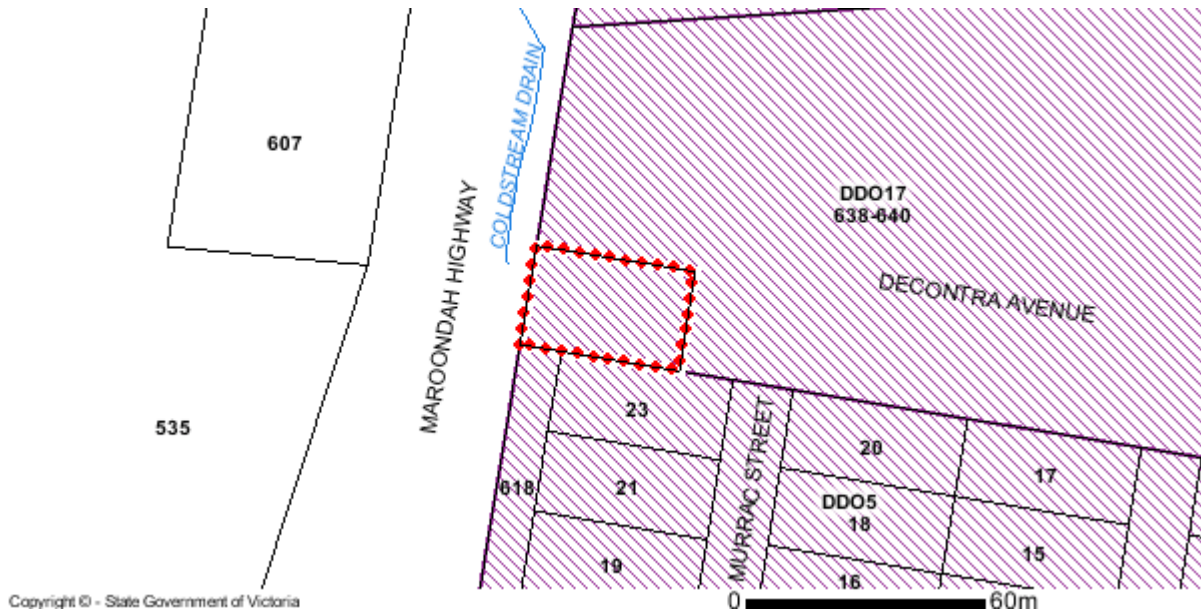 COLDSTREAM DRAIN
607
DDO17
638-640
MAROONDAH HIGHWAY
DECONTRA AVENUE
23
535
MURRAC STREET
20
17
618
21
DDO5
18
15
19
16
Copyright © - State Government of Victoria
0 60m